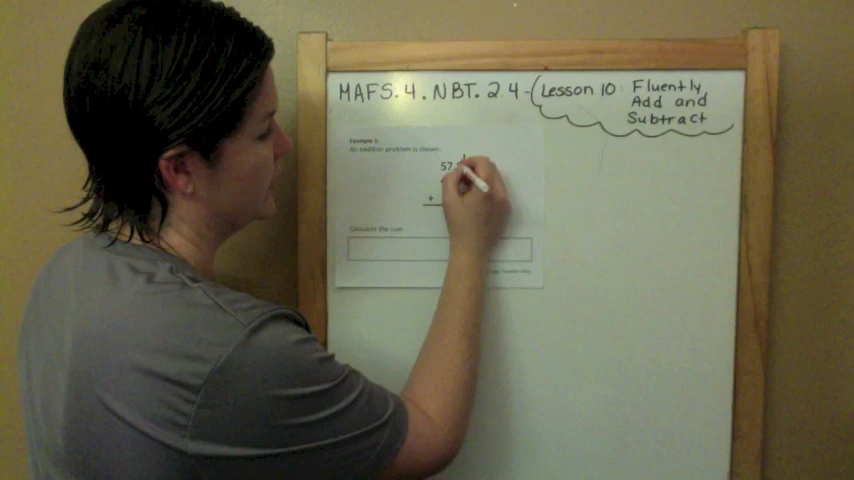 MAFS. 4. NBT. 2.4 - Lesson 10: Fluently
Add and
Subtract
Example 1:
An addition problem is shown.
1
57,
+
Calculate the sum.